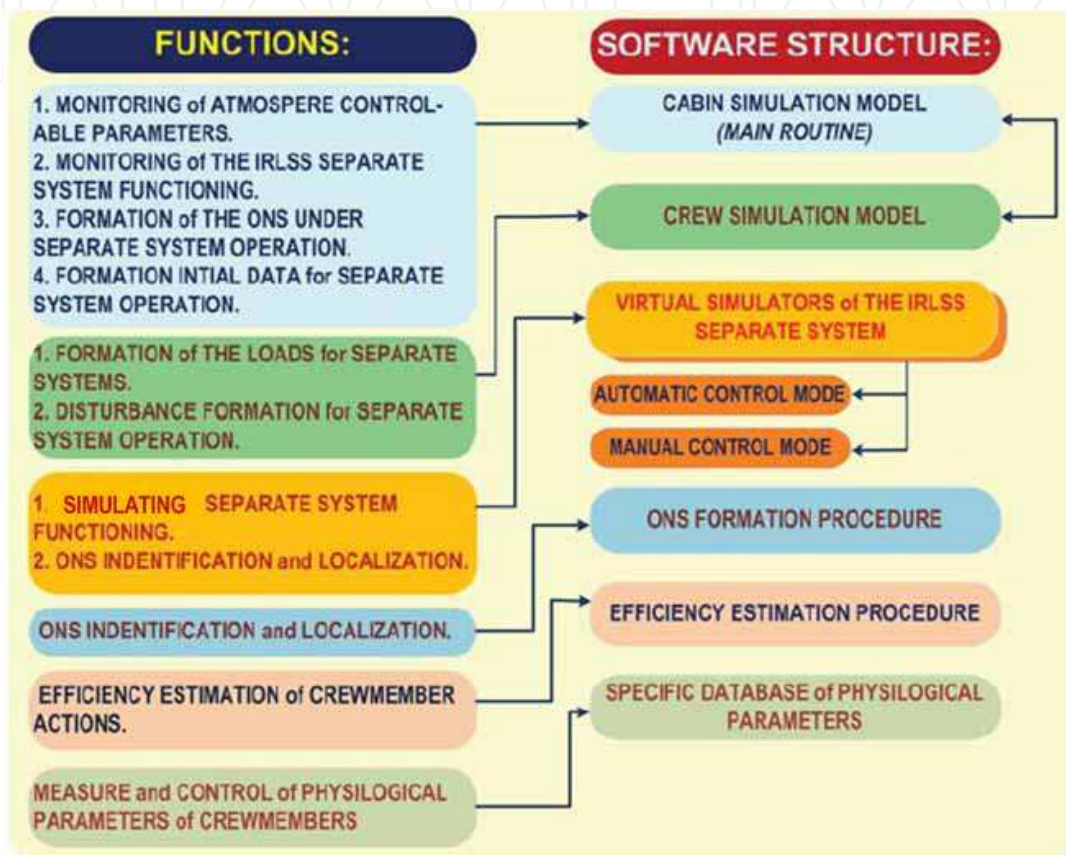 FUNCTIONS:
1. MONITORING of ATMOSPERE CONTROL-
ABLE PARAMETERS.
2. MONITORING of THE IRLSS SEPARATE
SYSTEM FUNCTIONING.
3. FORMATION of THE ONS UNDER
SEPARATE SYSTEM OPERATION.
4. FORMATION INTIAL DATA for SEPARATE
SYSTEM OPERATION.
1. FORMATION of THE LOADS for SEPARATE
SYSTEMS.
2. DISTURBANCE FORMATION for SEPARATE
SYSTEM OPERATION.
1. SIMULATING SEPARATE SYSTEM
FUNCTIONING.
2. ONS INDENTIFICATION and LOCALIZATION.
ONS INDENTIFICATION and LOCALIZATION.
EFFICIENCY ESTIMATION of CREWMEMBER
ACTIONS.
MEASURE and CONTROL of PHYSILOGICAL
PARAMETERS of CREWMEMBERS
SOFTWARE STRUCTURE:
CABIN SIMULATION MODEL
(MAIN ROUTINE)
CREW SIMULATION MODEL
VIRTUAL SIMULATORS of THE IRLSS
SEPARATE SYSTEM
AUTOMATIC CONTROL MODE
MANUAL CONTROL MODE
ONS FORMATION PROCEDURE
EFFICIENCY ESTIMATION PROCEDURE
SPECIFIC DATABASE of PHYSILOGICAL
PARAMETERS